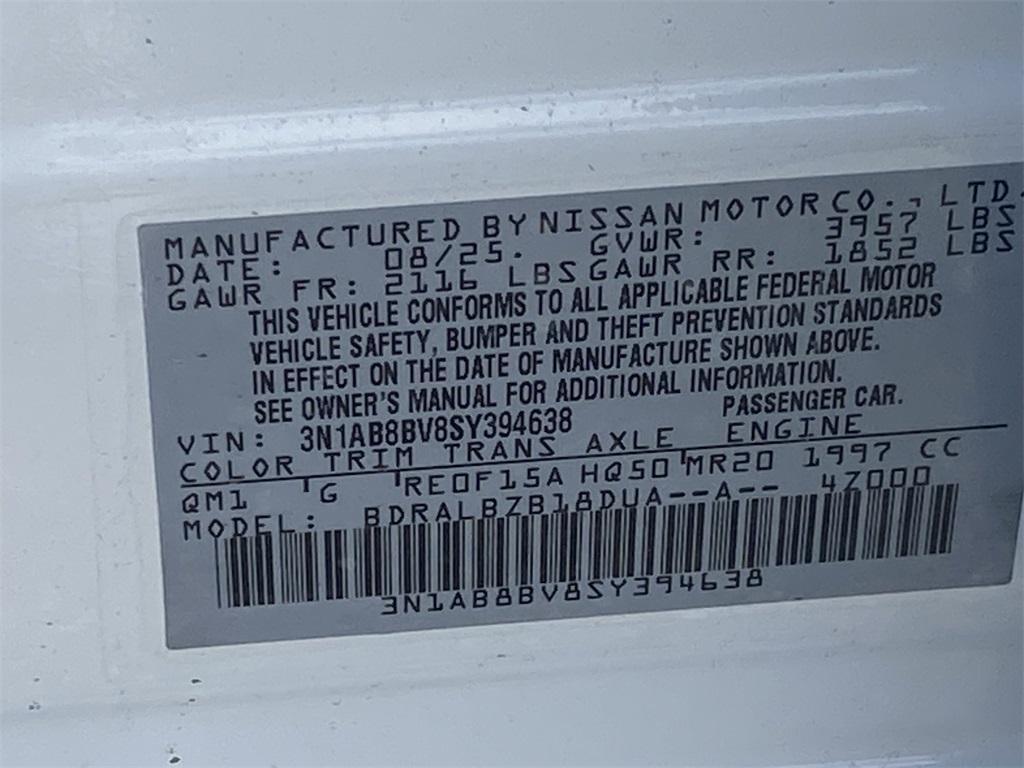 MANUFACTURED BY NISSAN MOTOR CO., LTD.
DATE: 08/25. GVWR: 3957 LBS
GAWR FR: 2116 LBS GAWR RR: 1852 LBS
THIS VEHICLE CONFORMS TO ALL APPLICABLE FEDERAL MOTOR
VEHICLE SAFETY, BUMPER AND THEFT PREVENTION STANDARDS
IN EFFECT ON THE DATE OF MANUFACTURE SHOWN ABOVE.
SEE OWNER'S MANUAL FOR ADDITIONAL INFORMATION.
VIN: 3N1AB8BV8SY394638 PASSENGER CAR.
COLOR TRIM TRANS AXLE ENGINE
QM1 G RE0F15A HQ50 MR20 1997 CC
MODEL: BDRALBZB18DUA--A-- 4Z000
3N1AB8BV8SY394638